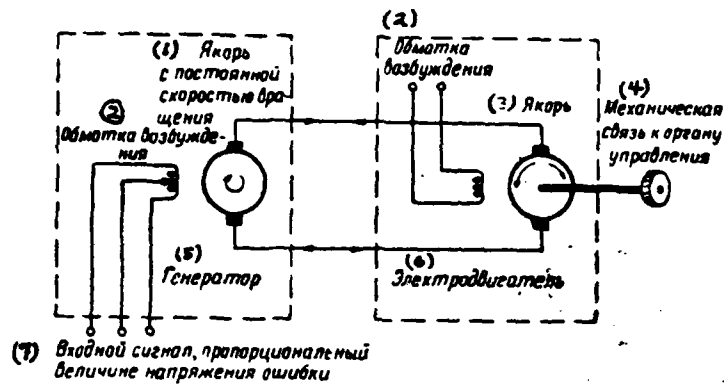 (1) Якорь
с постоянной
скоростью вра
щения
(2)
Обмотка возбужде-
ния
(5)
Генератор
(2)
Обмотка
возбуждения
(3) Якорь
(4)
Механическая
связь к органу
управления
(6)
Электродвигатель
(7) Входной сигнал, пропорциональный
величине напряжения ошибки